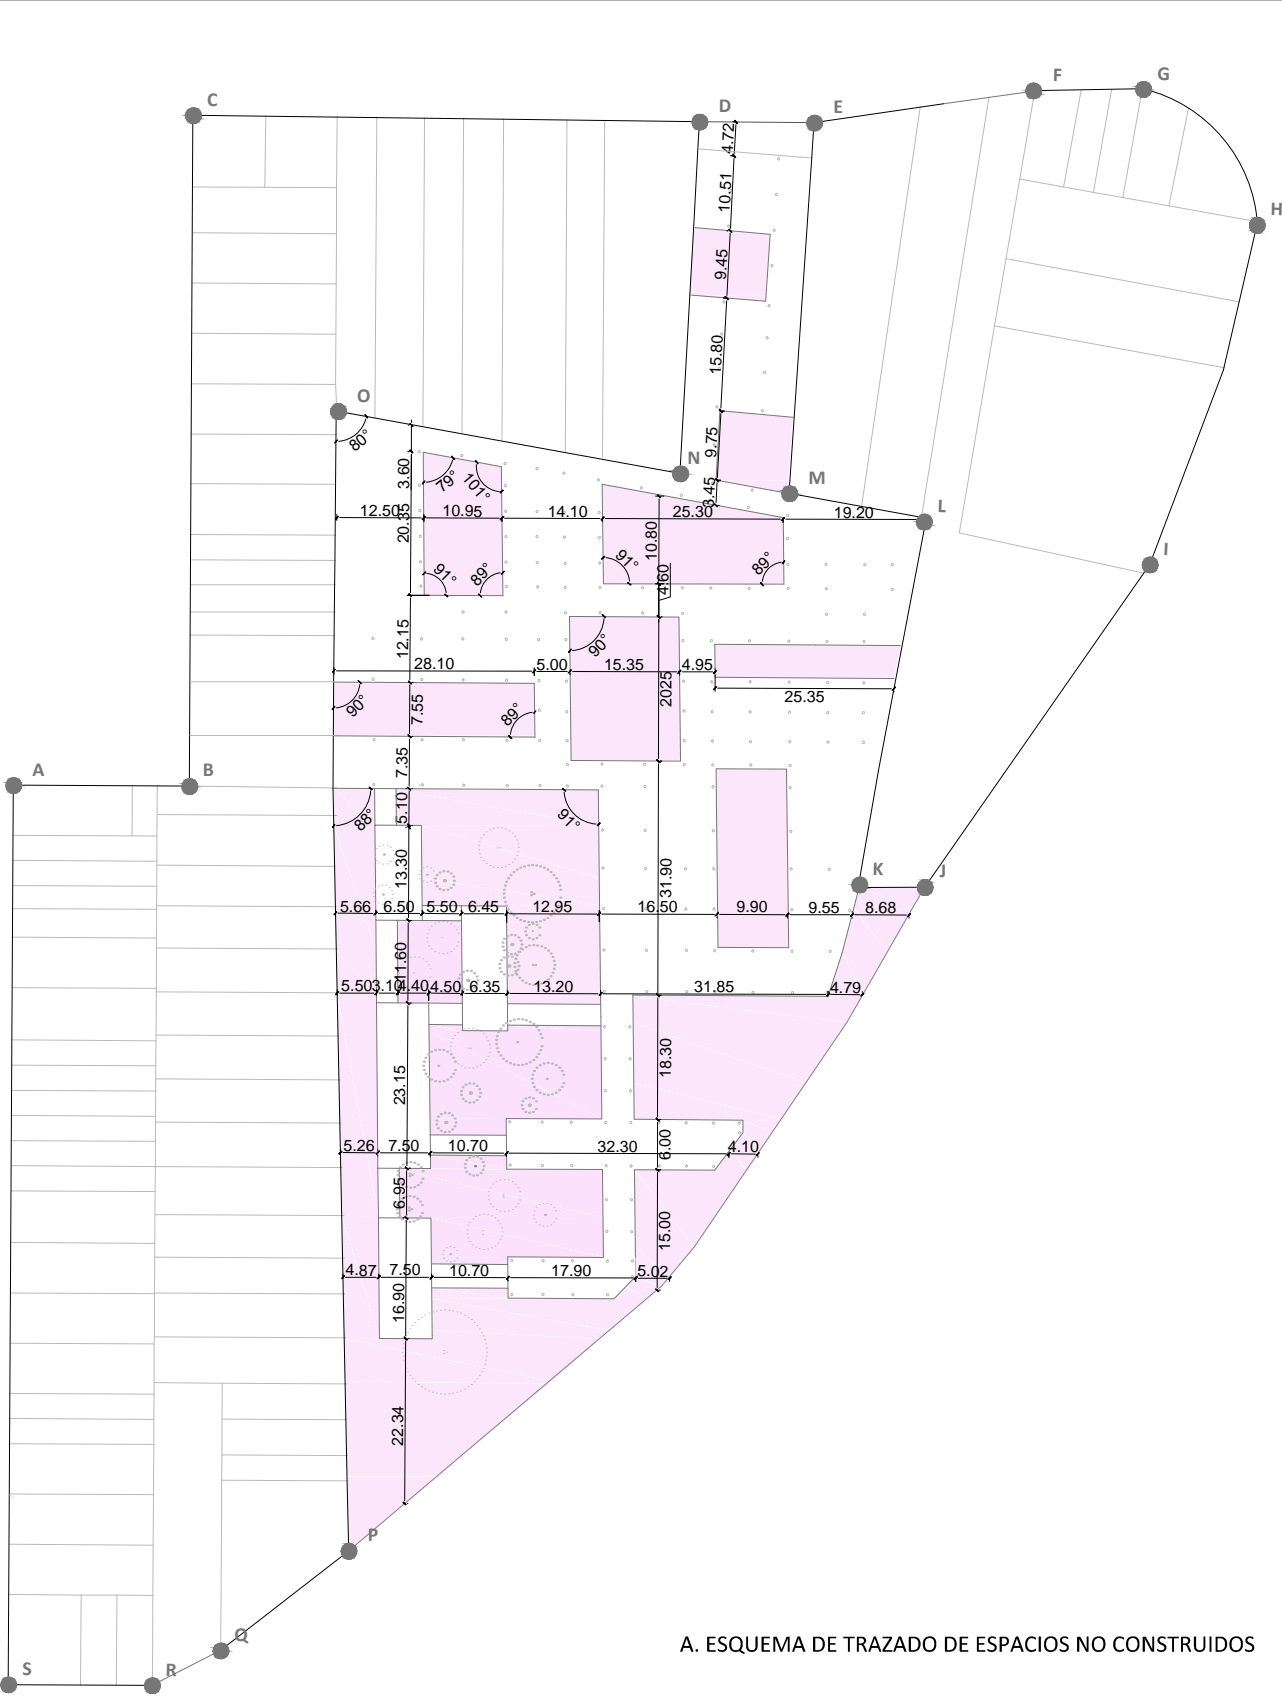 F G
C D E
4.72
10.51
H
9.45
15.80
O
80°
9.75
N
3.60 79° 101°
M
3.45
12.50 10.95 14.10 25.30 19.20 L
20.35
10.80
91° 89° 91° 89°
4.60
I
12.15
90°
28.10 5.00 15.35 4.95
2025
25.35
90° 7.55 89°
7.35
A B
5.10
88° 91°
13.30
31.90
K J
5.66 6.50 5.50 6.45 12.95 16.50 9.90 9.55 8.68
11.60
5.50 3.10 4.40 4.50 6.35 13.20 31.85 4.79
18.30
23.15
5.26 7.50 10.70 32.30 6.00 4.10
6.95
15.00
4.87 7.50 10.70 17.90 5.02
16.90
22.34
P
Q
A. ESQUEMA DE TRAZADO DE ESPACIOS NO CONSTRUIDOS
S R